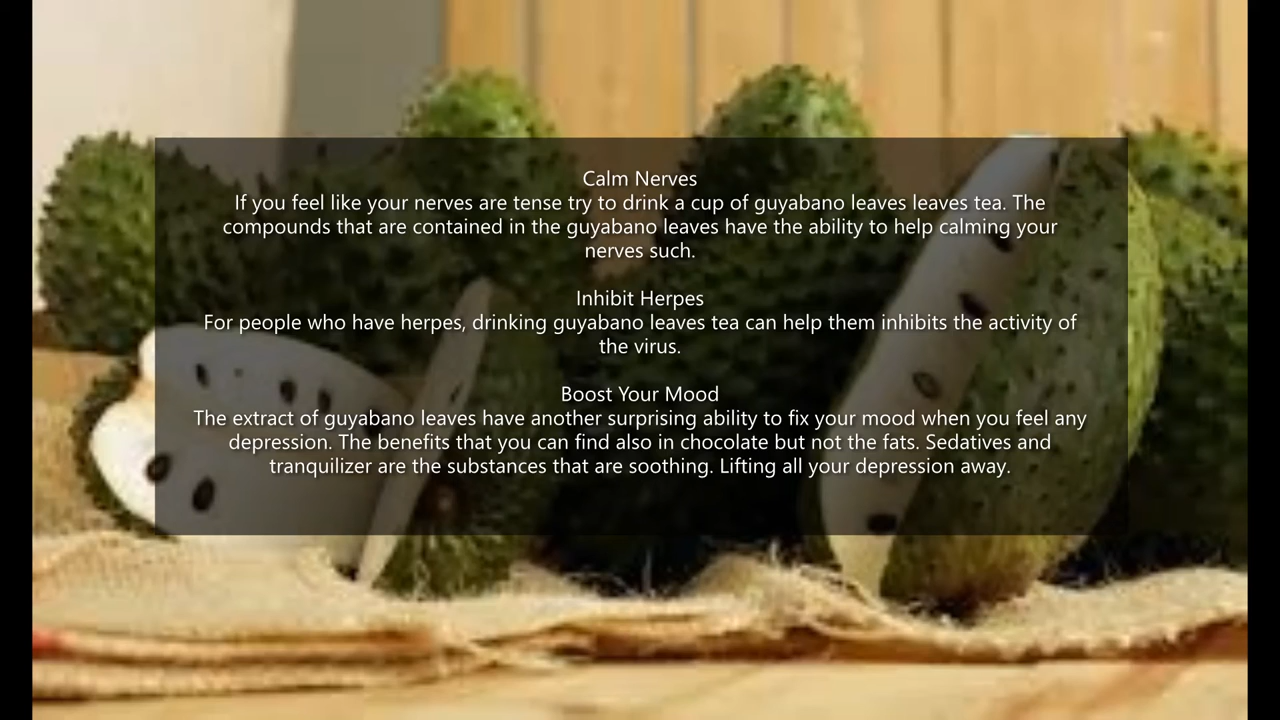 Calm Nerves
If you feel like your nerves are tense try to drink a cup of guyabano leaves leaves tea. The
compounds that are contained in the guyabano leaves have the ability to help calming your
nerves such.
Inhibit Herpes
For people who have herpes, drinking guyabano leaves tea can help them inhibits the activity of
the virus.
Boost Your Mood
The extract of guyabano leaves have another surprising ability to fix your mood when you feel any
depression. The benefits that you can find also in chocolate but not the fats. Sedatives and
tranquilizer are the substances that are soothing. Lifting all your depression away.